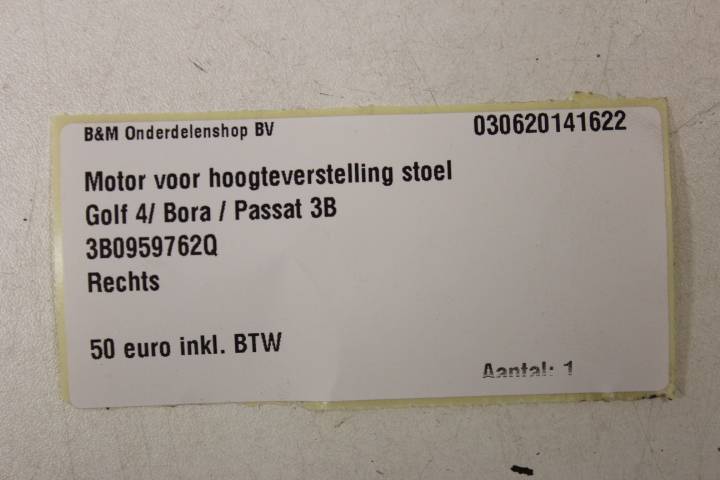 B&M Onderdelenshop BV 030620141622
Motor voor hoogteverstelling stoel
Golf 4/ Bora / Passat 3B
3B0959762Q
Rechts
50 euro inkl. BTW
Aantal: 1